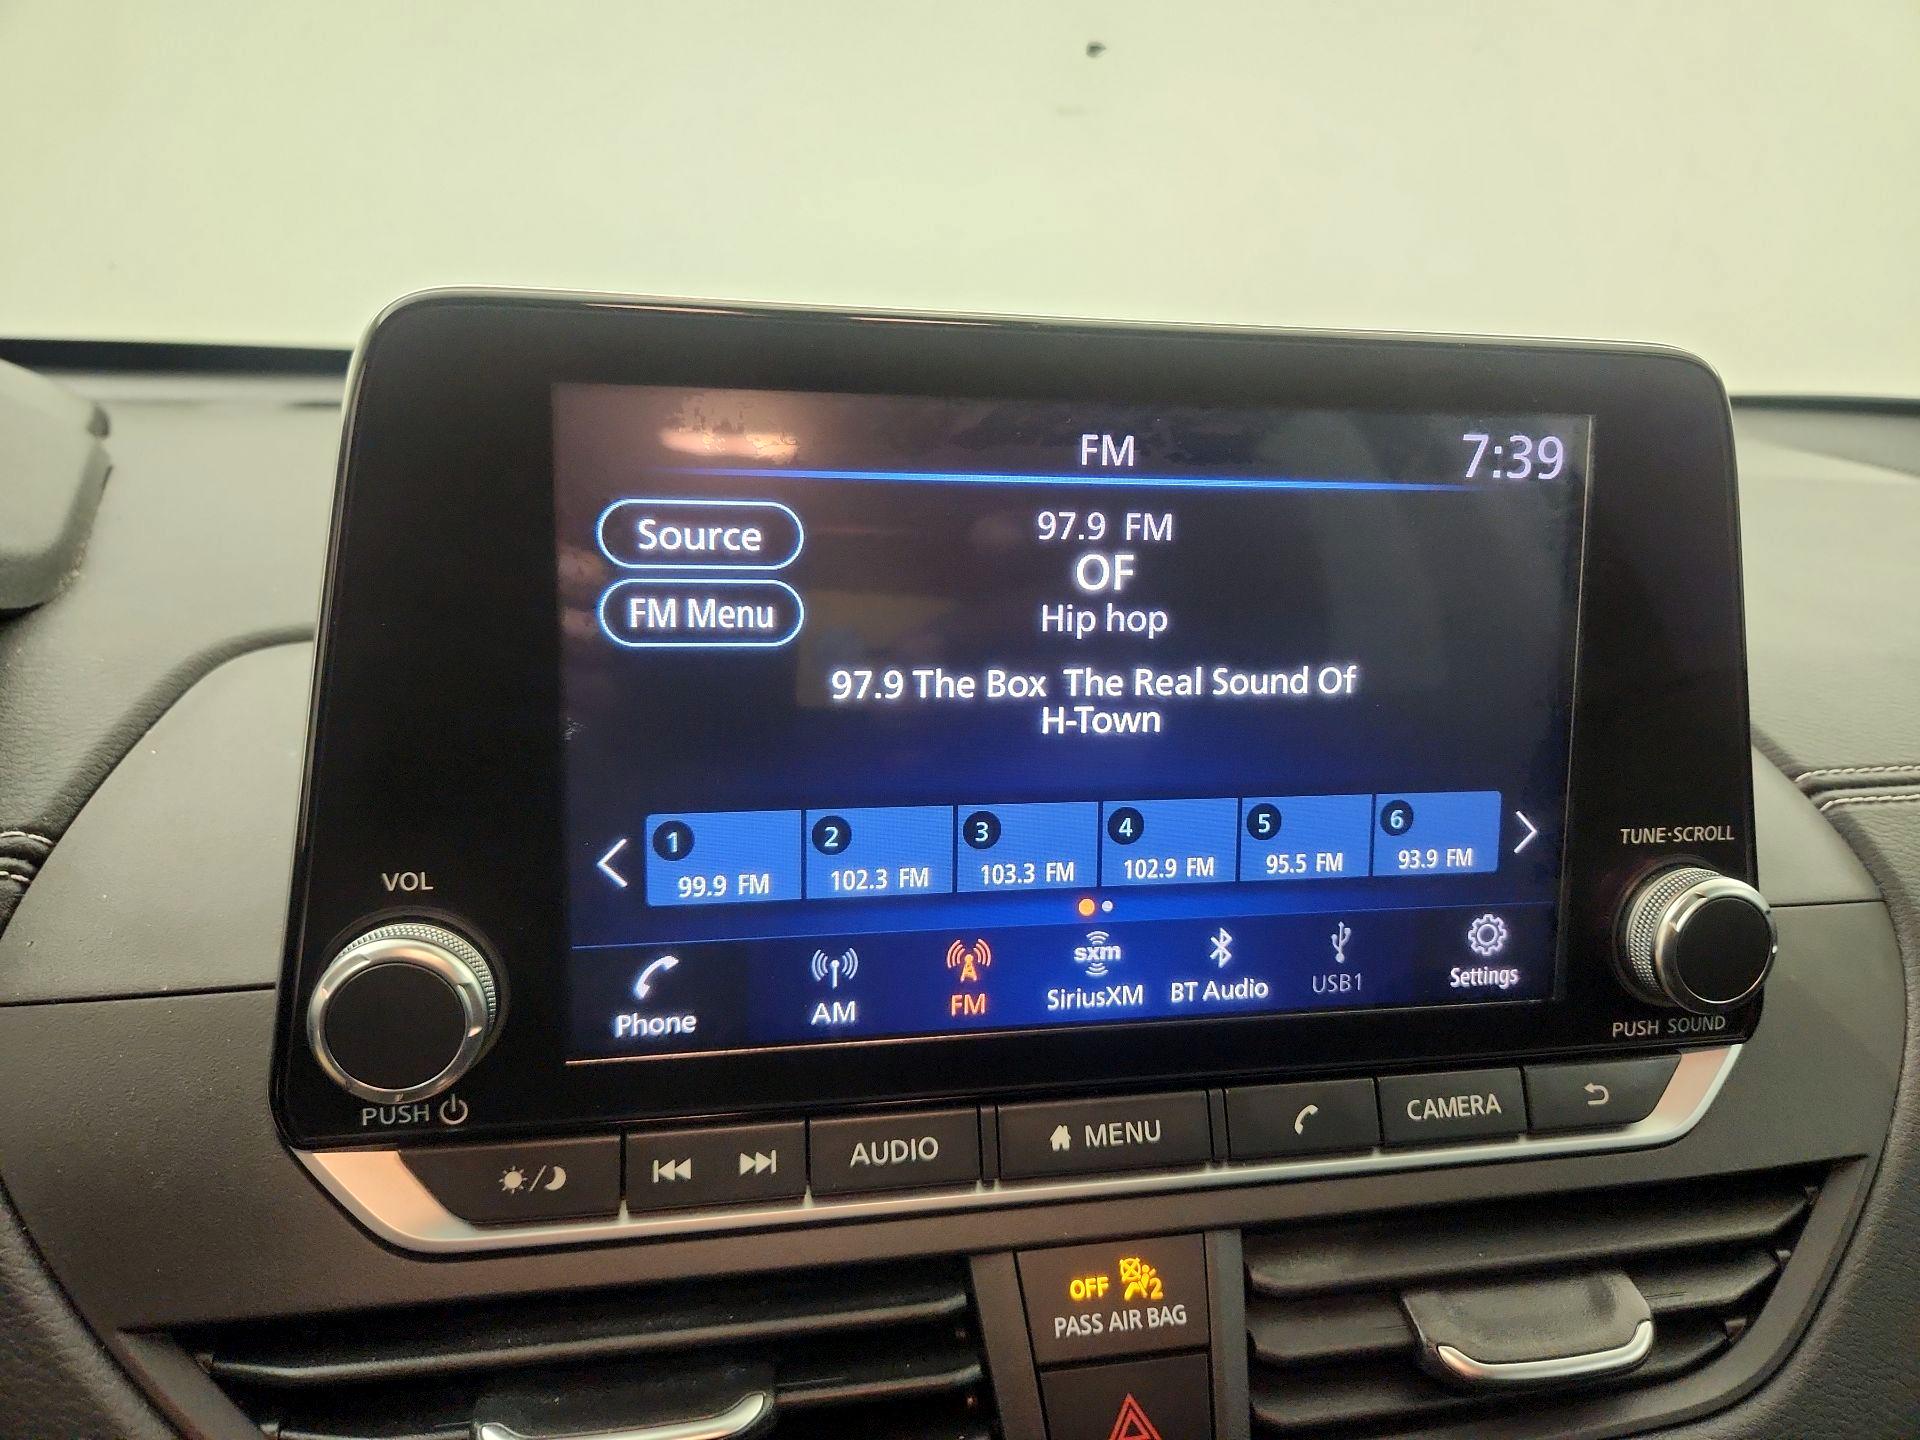 FM
7:39
Source
97.9 FM
OF
FM Menu
Hip hop
97.9 The Box The Real Sound Of
H-Town
1 2 3 4 5 6
99.9 FM 102.3 FM 103.3 FM 102.9 FM 95.5 FM 93.9 FM
Phone AM FM sxm SiriusXM BT Audio USB1 Settings
VOL
PUSH
TUNE·SCROLL
PUSH SOUND
AUDIO MENU CAMERA
OFF 2
PASS AIR BAG